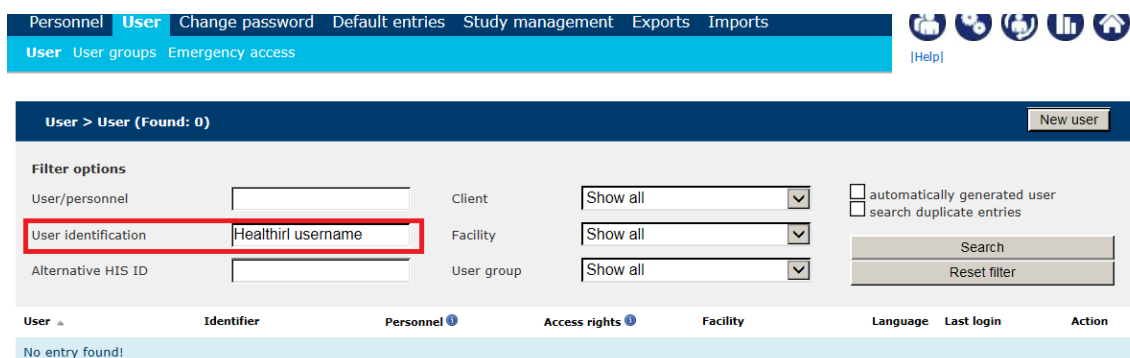 Personnel User Change password Default entries Study management Exports Imports
User User groups Emergency access
|Help|
User > User (Found: 0) New user
Filter options
User/personnel Client Show all automatically generated user
search duplicate entries
User identification Healthirl username Facility Show all Search
Alternative HIS ID User group Show all Reset filter
User Identifier Personnel Access rights Facility Language Last login Action
No entry found!